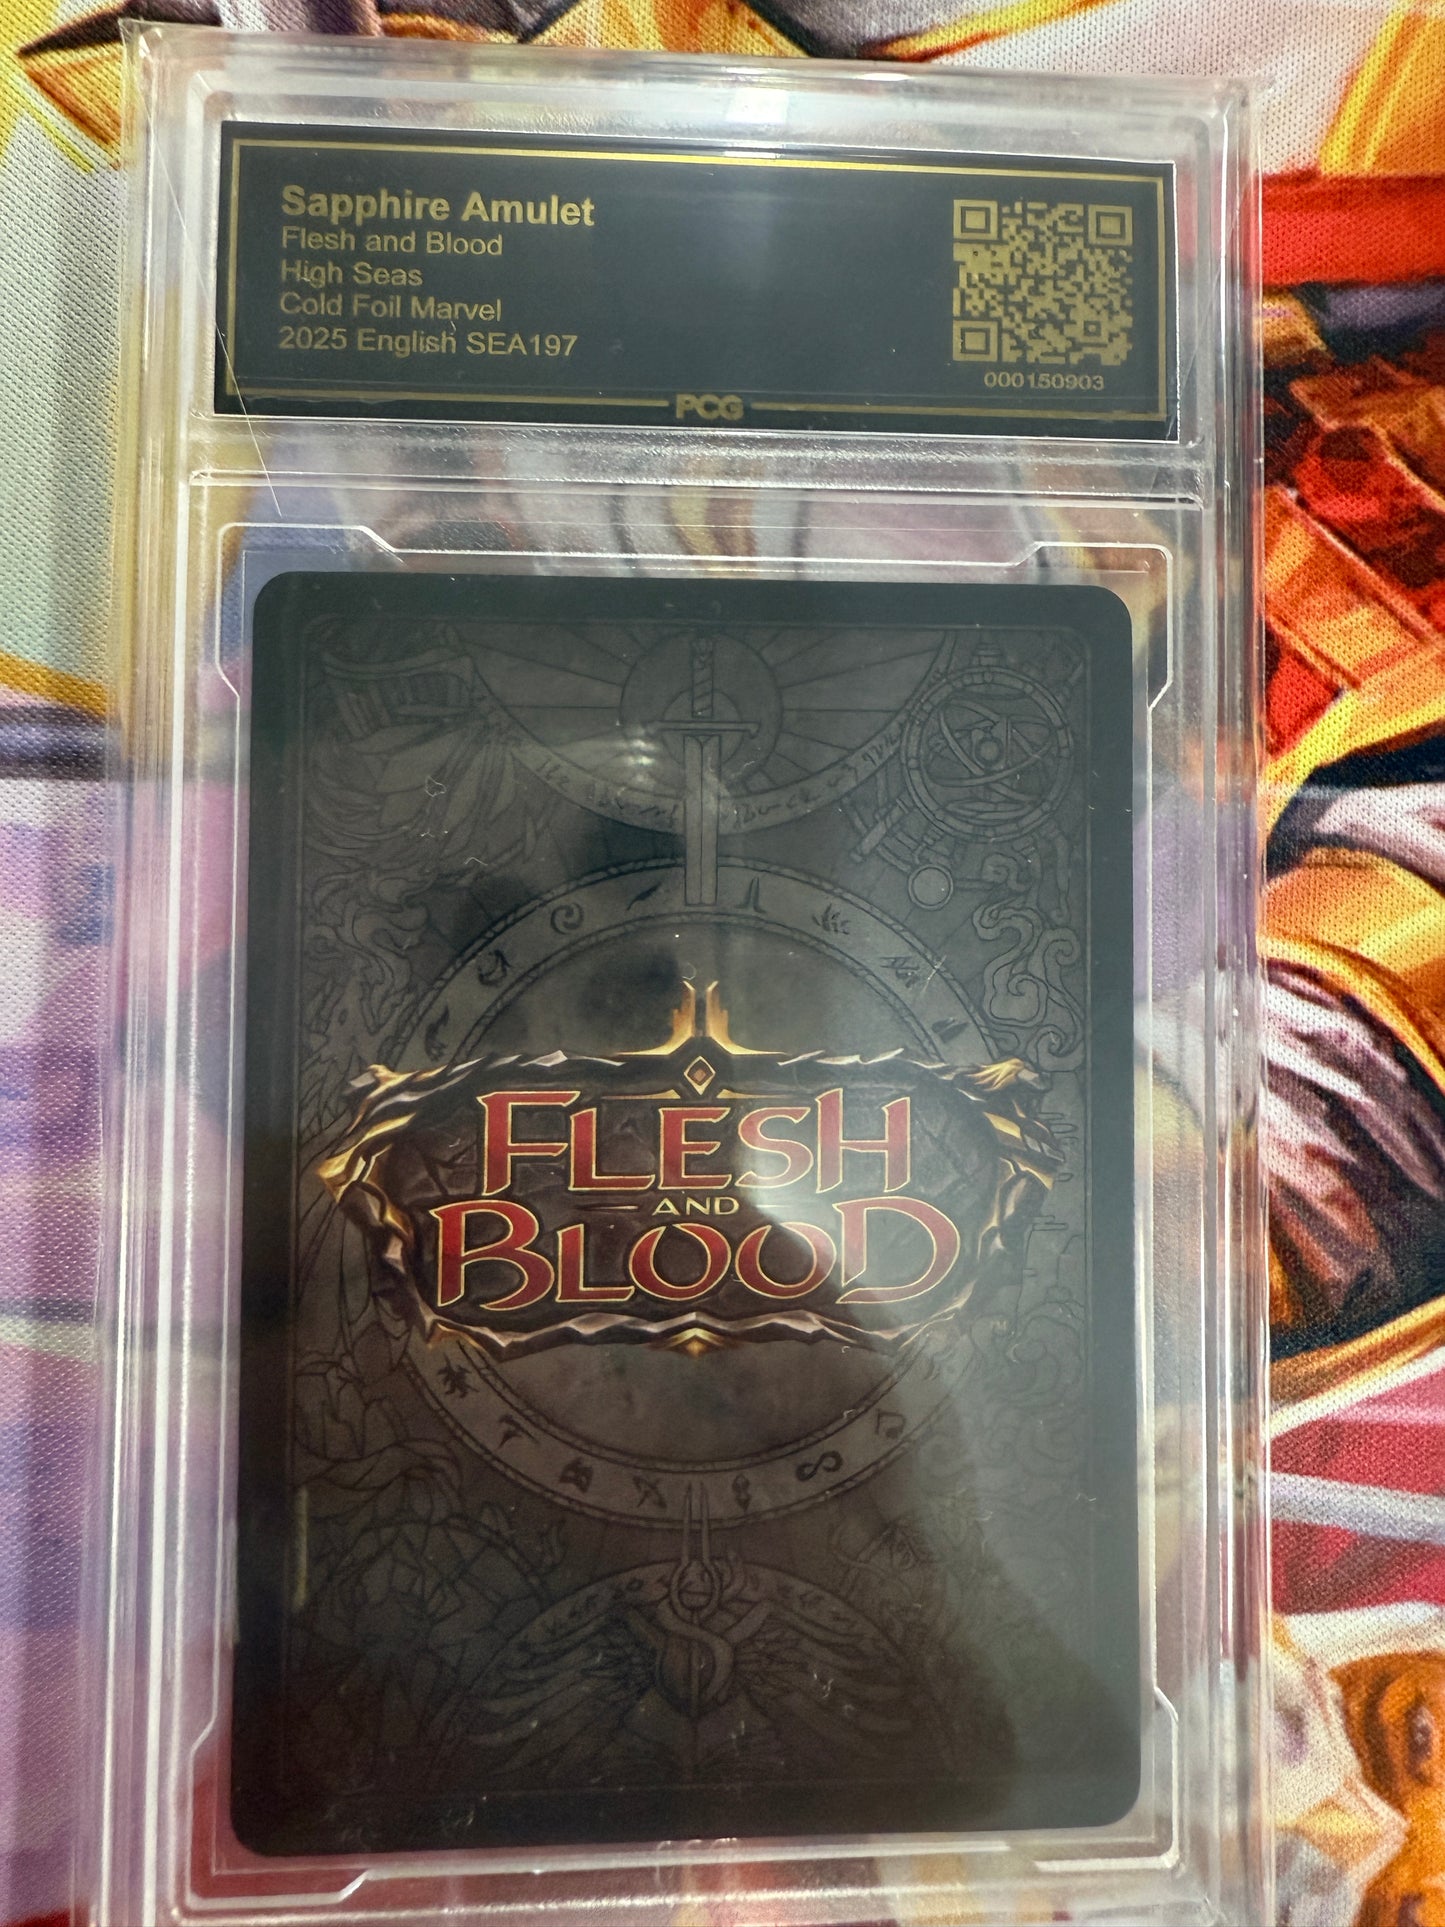 Sapphire Amulet
Flesh and Blood
High Seas
Cold Foil Marvel
2025 English SEA197
000150903
PCG
FLESH
AND
BLOOD